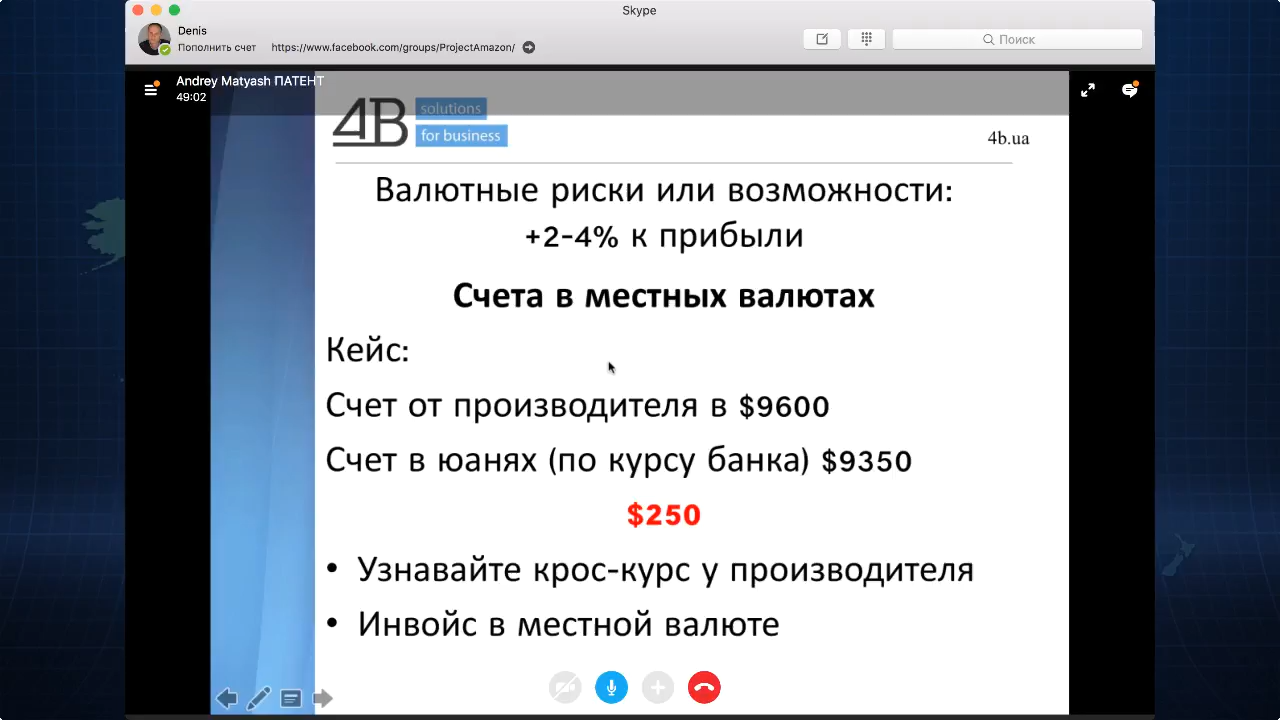 Skype
Denis
Пополнить счет https://www.facebook.com/groups/ProjectAmazon/
Поиск
Andrey Matyash ПАТЕНТ
49:02
4B solutions
for business
4b.ua
Валютные риски или возможности:
+2-4% к прибыли
Счета в местных валютах
Кейс:
Счет от производителя в $9600
Счет в юанях (по курсу банка) $9350
$250
• Узнавайте крос-курс у производителя
• Инвойс в местной валюте